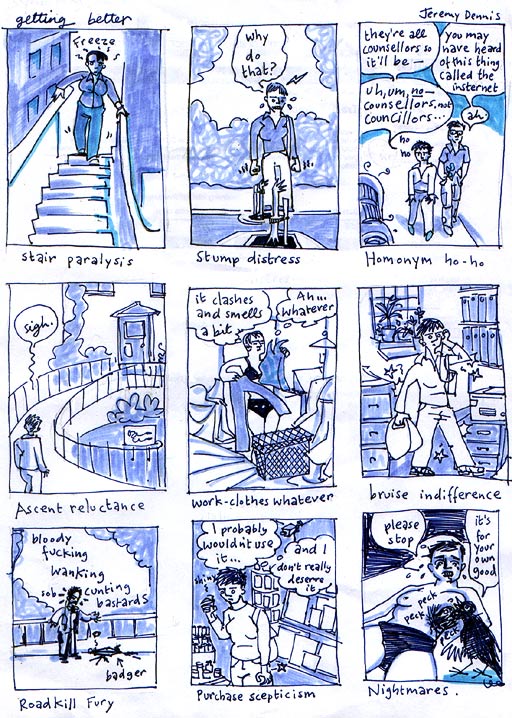 getting better
Jeremy Dennis
Freeze
stair paralysis
why
do
that?
Stump distress
they're all
counsellors so
it'll be —
you may
have heard
of this thing
called the
insternet
Uh, um, no —
counsellors, not
councillors...
ah.
ho
ho
Homonym ho-ho
sigh.
Ascent reluctance
it clashes
and smells
a bit
Ah...
whatever
work-clothes whatever
bruise indifference
bloody
fucking
wanking
sob
cunting
bastards
badger
Roadkill Fury
I probably
wouldn't use
it...
and I
don't really
deserve
it
shiny
Purchase scepticism
please
stop
it's
for
your
own
good
peck
peck
peck
Nightmares.